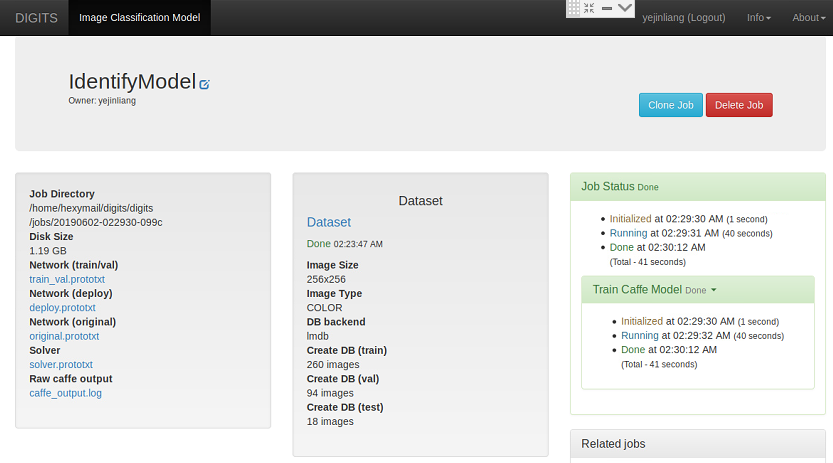 DIGITS Image Classification Model yejinliang (Logout) Info About
IdentifyModel
Owner: yejinliang
Clone Job Delete Job
Job Directory
/home/hexymail/digits/digits
/jobs/20190602-022930-099c
Disk Size
1.19 GB
Network (train/val)
train_val.prototxt
Network (deploy)
deploy.prototxt
Network (original)
original.prototxt
Solver
solver.prototxt
Raw caffe output
caffe_output.log
Dataset
Dataset
Done 02:23:47 AM
Image Size
256x256
Image Type
COLOR
DB backend
lmdb
Create DB (train)
260 images
Create DB (val)
94 images
Create DB (test)
18 images
Job Status Done
Initialized at 02:29:30 AM (1 second)
Running at 02:29:31 AM (40 seconds)
Done at 02:30:12 AM
(Total - 41 seconds)
Train Caffe Model Done
Initialized at 02:29:30 AM (1 second)
Running at 02:29:32 AM (40 seconds)
Done at 02:30:12 AM
(Total - 41 seconds)
Related jobs